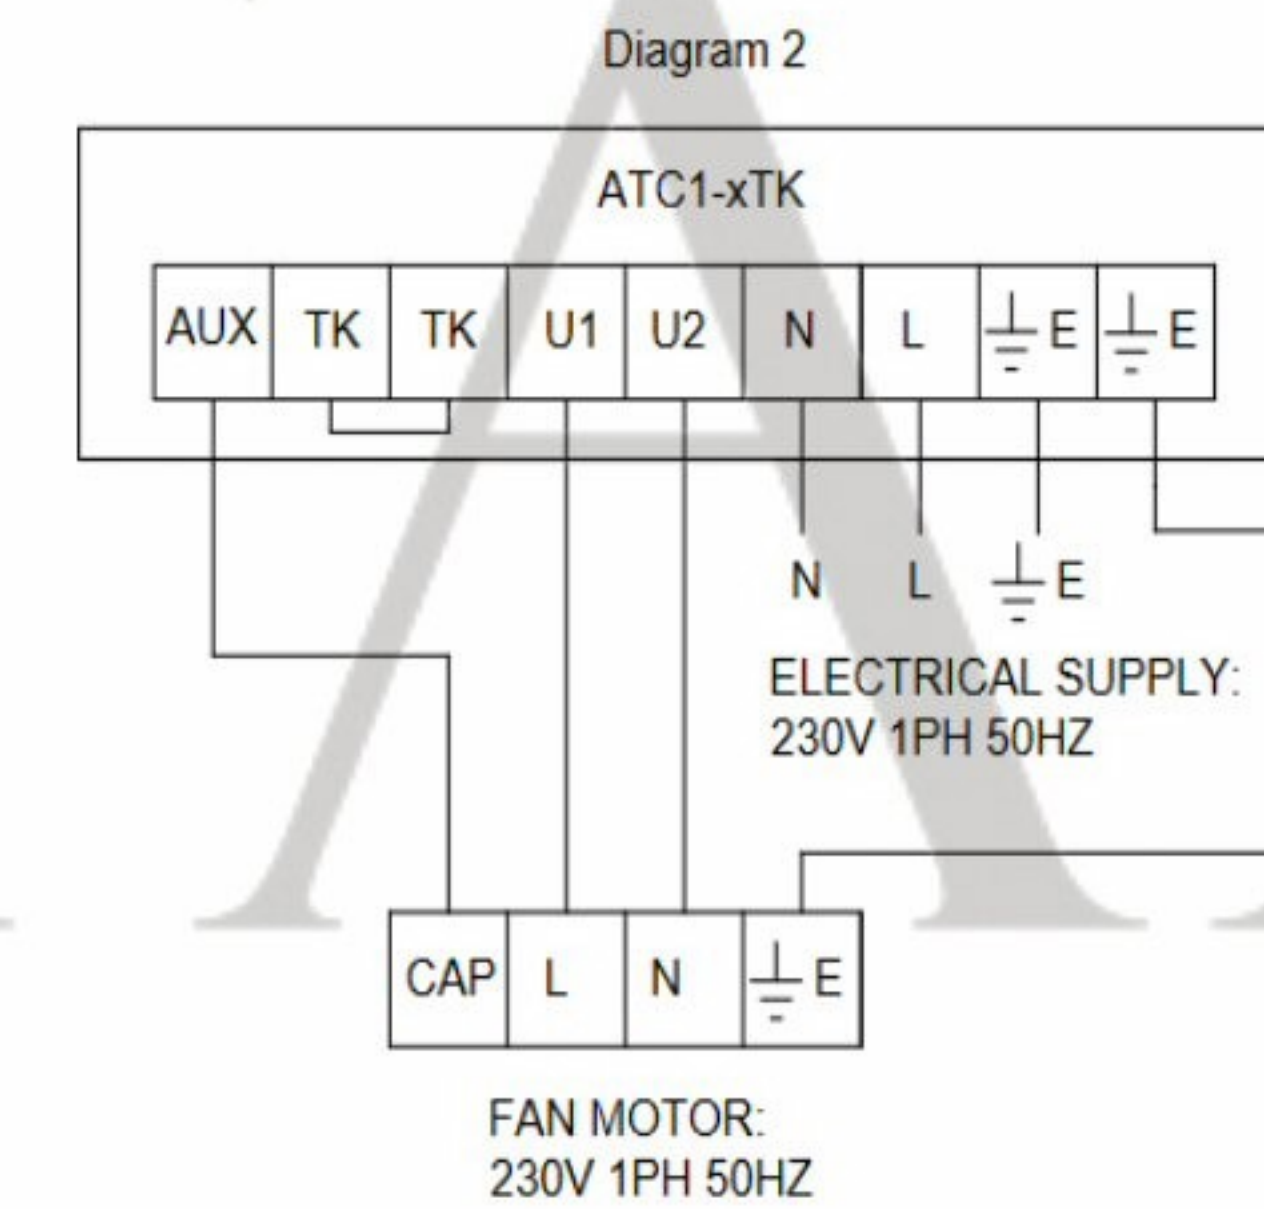 Diagram 2
ATC1-xTK
AUX TK TK U1 U2 N L E E
N L E
ELECTRICAL SUPPLY:
230V 1PH 50HZ
CAP L N E
FAN MOTOR:
230V 1PH 50HZ